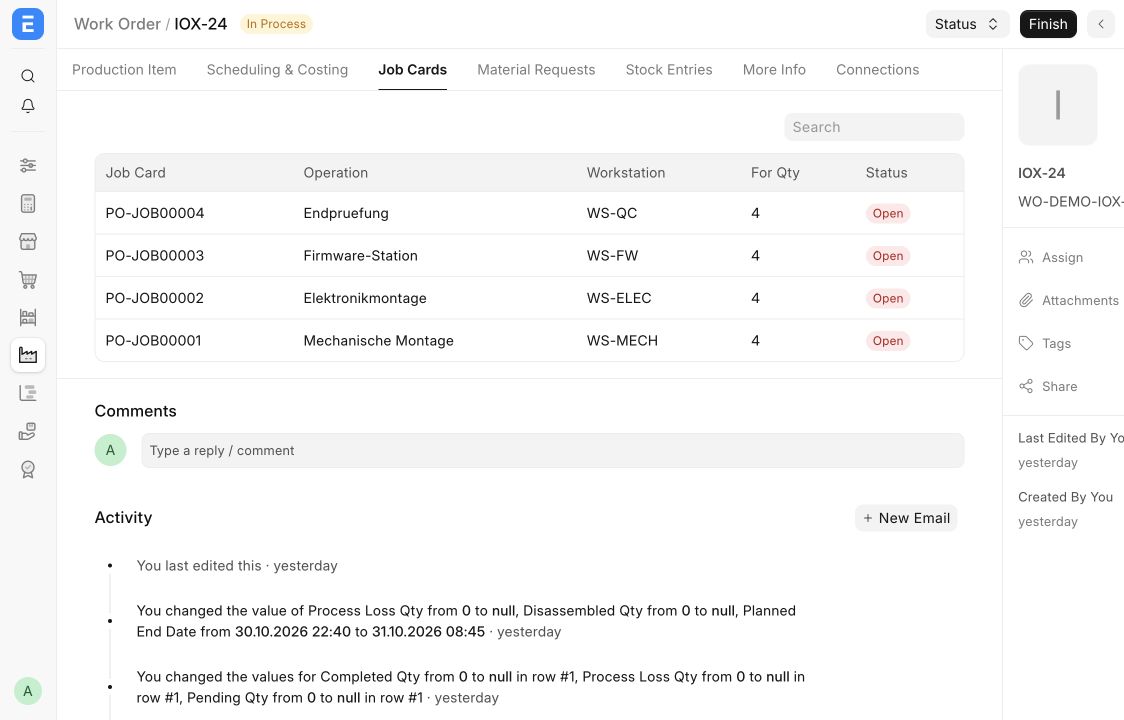 Work Order / IOX-24 In Process Status Finish
Production Item Scheduling & Costing Job Cards Material Requests Stock Entries More Info Connections
Search
Job Card Operation Workstation For Qty Status
PO-JOB00004 Endpruefung WS-QC 4 Open
PO-JOB00003 Firmware-Station WS-FW 4 Open
PO-JOB00002 Elektronikmontage WS-ELEC 4 Open
PO-JOB00001 Mechanische Montage WS-MECH 4 Open
Comments
A Type a reply / comment
Activity + New Email
You last edited this · yesterday
You changed the value of Process Loss Qty from 0 to null, Disassembled Qty from 0 to null, Planned
End Date from 30.10.2026 22:40 to 31.10.2026 08:45 · yesterday
You changed the values for Completed Qty from 0 to null in row #1, Process Loss Qty from 0 to null in
row #1, Pending Qty from 0 to null in row #1 · yesterday
I
IOX-24
WO-DEMO-IOX-
Assign
Attachments
Tags
Share
Last Edited By Yo
yesterday
Created By You
yesterday
A